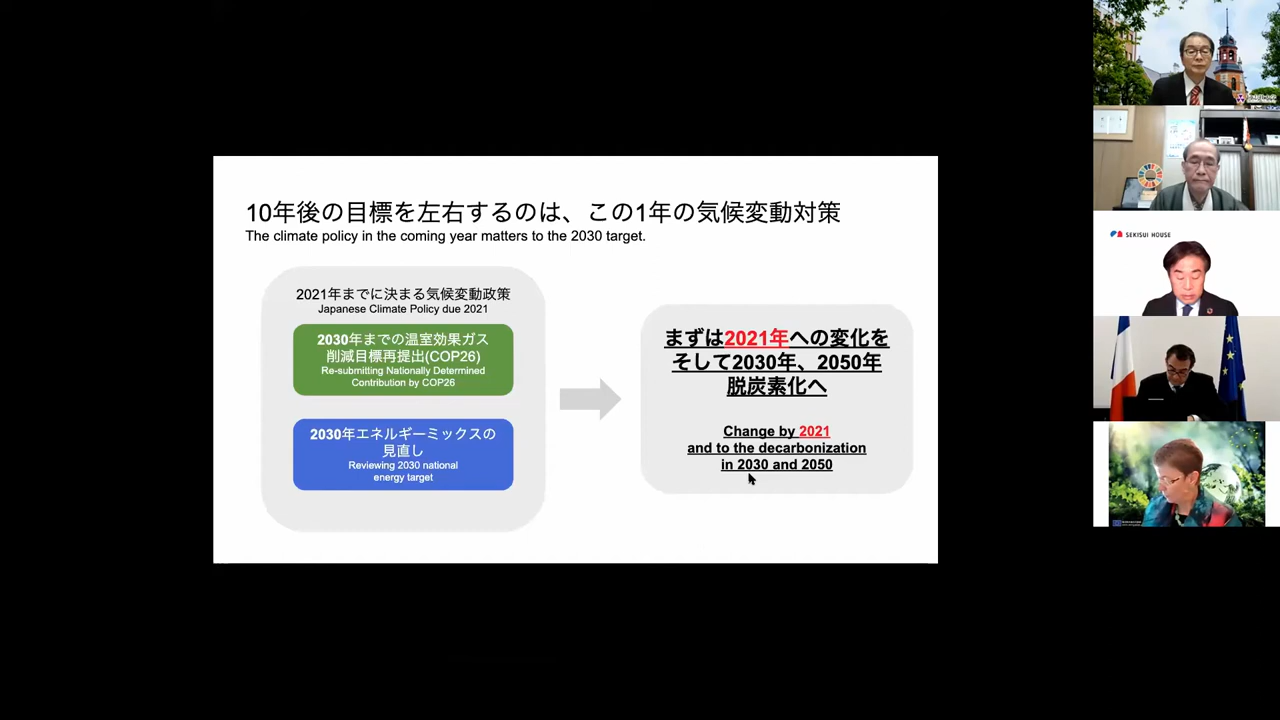 10年後の目標を左右するのは、この1年の気候変動対策
The climate policy in the coming year matters to the 2030 target.
2021年までに決まる気候変動政策
Japanese Climate Policy due 2021
2030年までの温室効果ガス
削減目標再提出(COP26)
Re-submitting Nationally Determined
Contribution by COP26
2030年エネルギーミックスの
見直し
Reviewing 2030 national
energy target
まずは2021年への変化を
そして2030年、2050年
脱炭素化へ
Change by 2021
and to the decarbonization
in 2030 and 2050
SEKISUI HOUSE